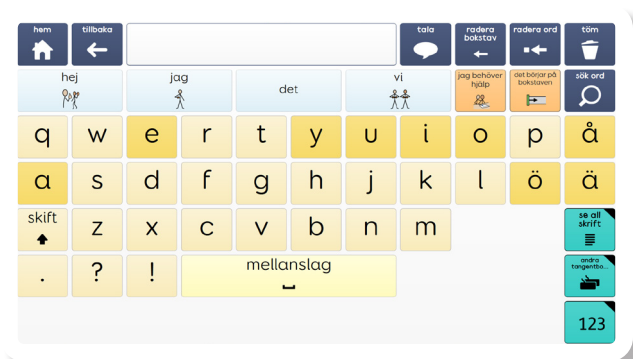 hem tillbaka tala radera bokstav radera ord töm
hej jag det vi jag behöver hjälp det börjar på bokstaven sök ord
q w e r t y u i o p å
a s d f g h j k l ö ä
skift z x c v b n m se all skrift
. ? ! mellanslag andra tangentbo...
123